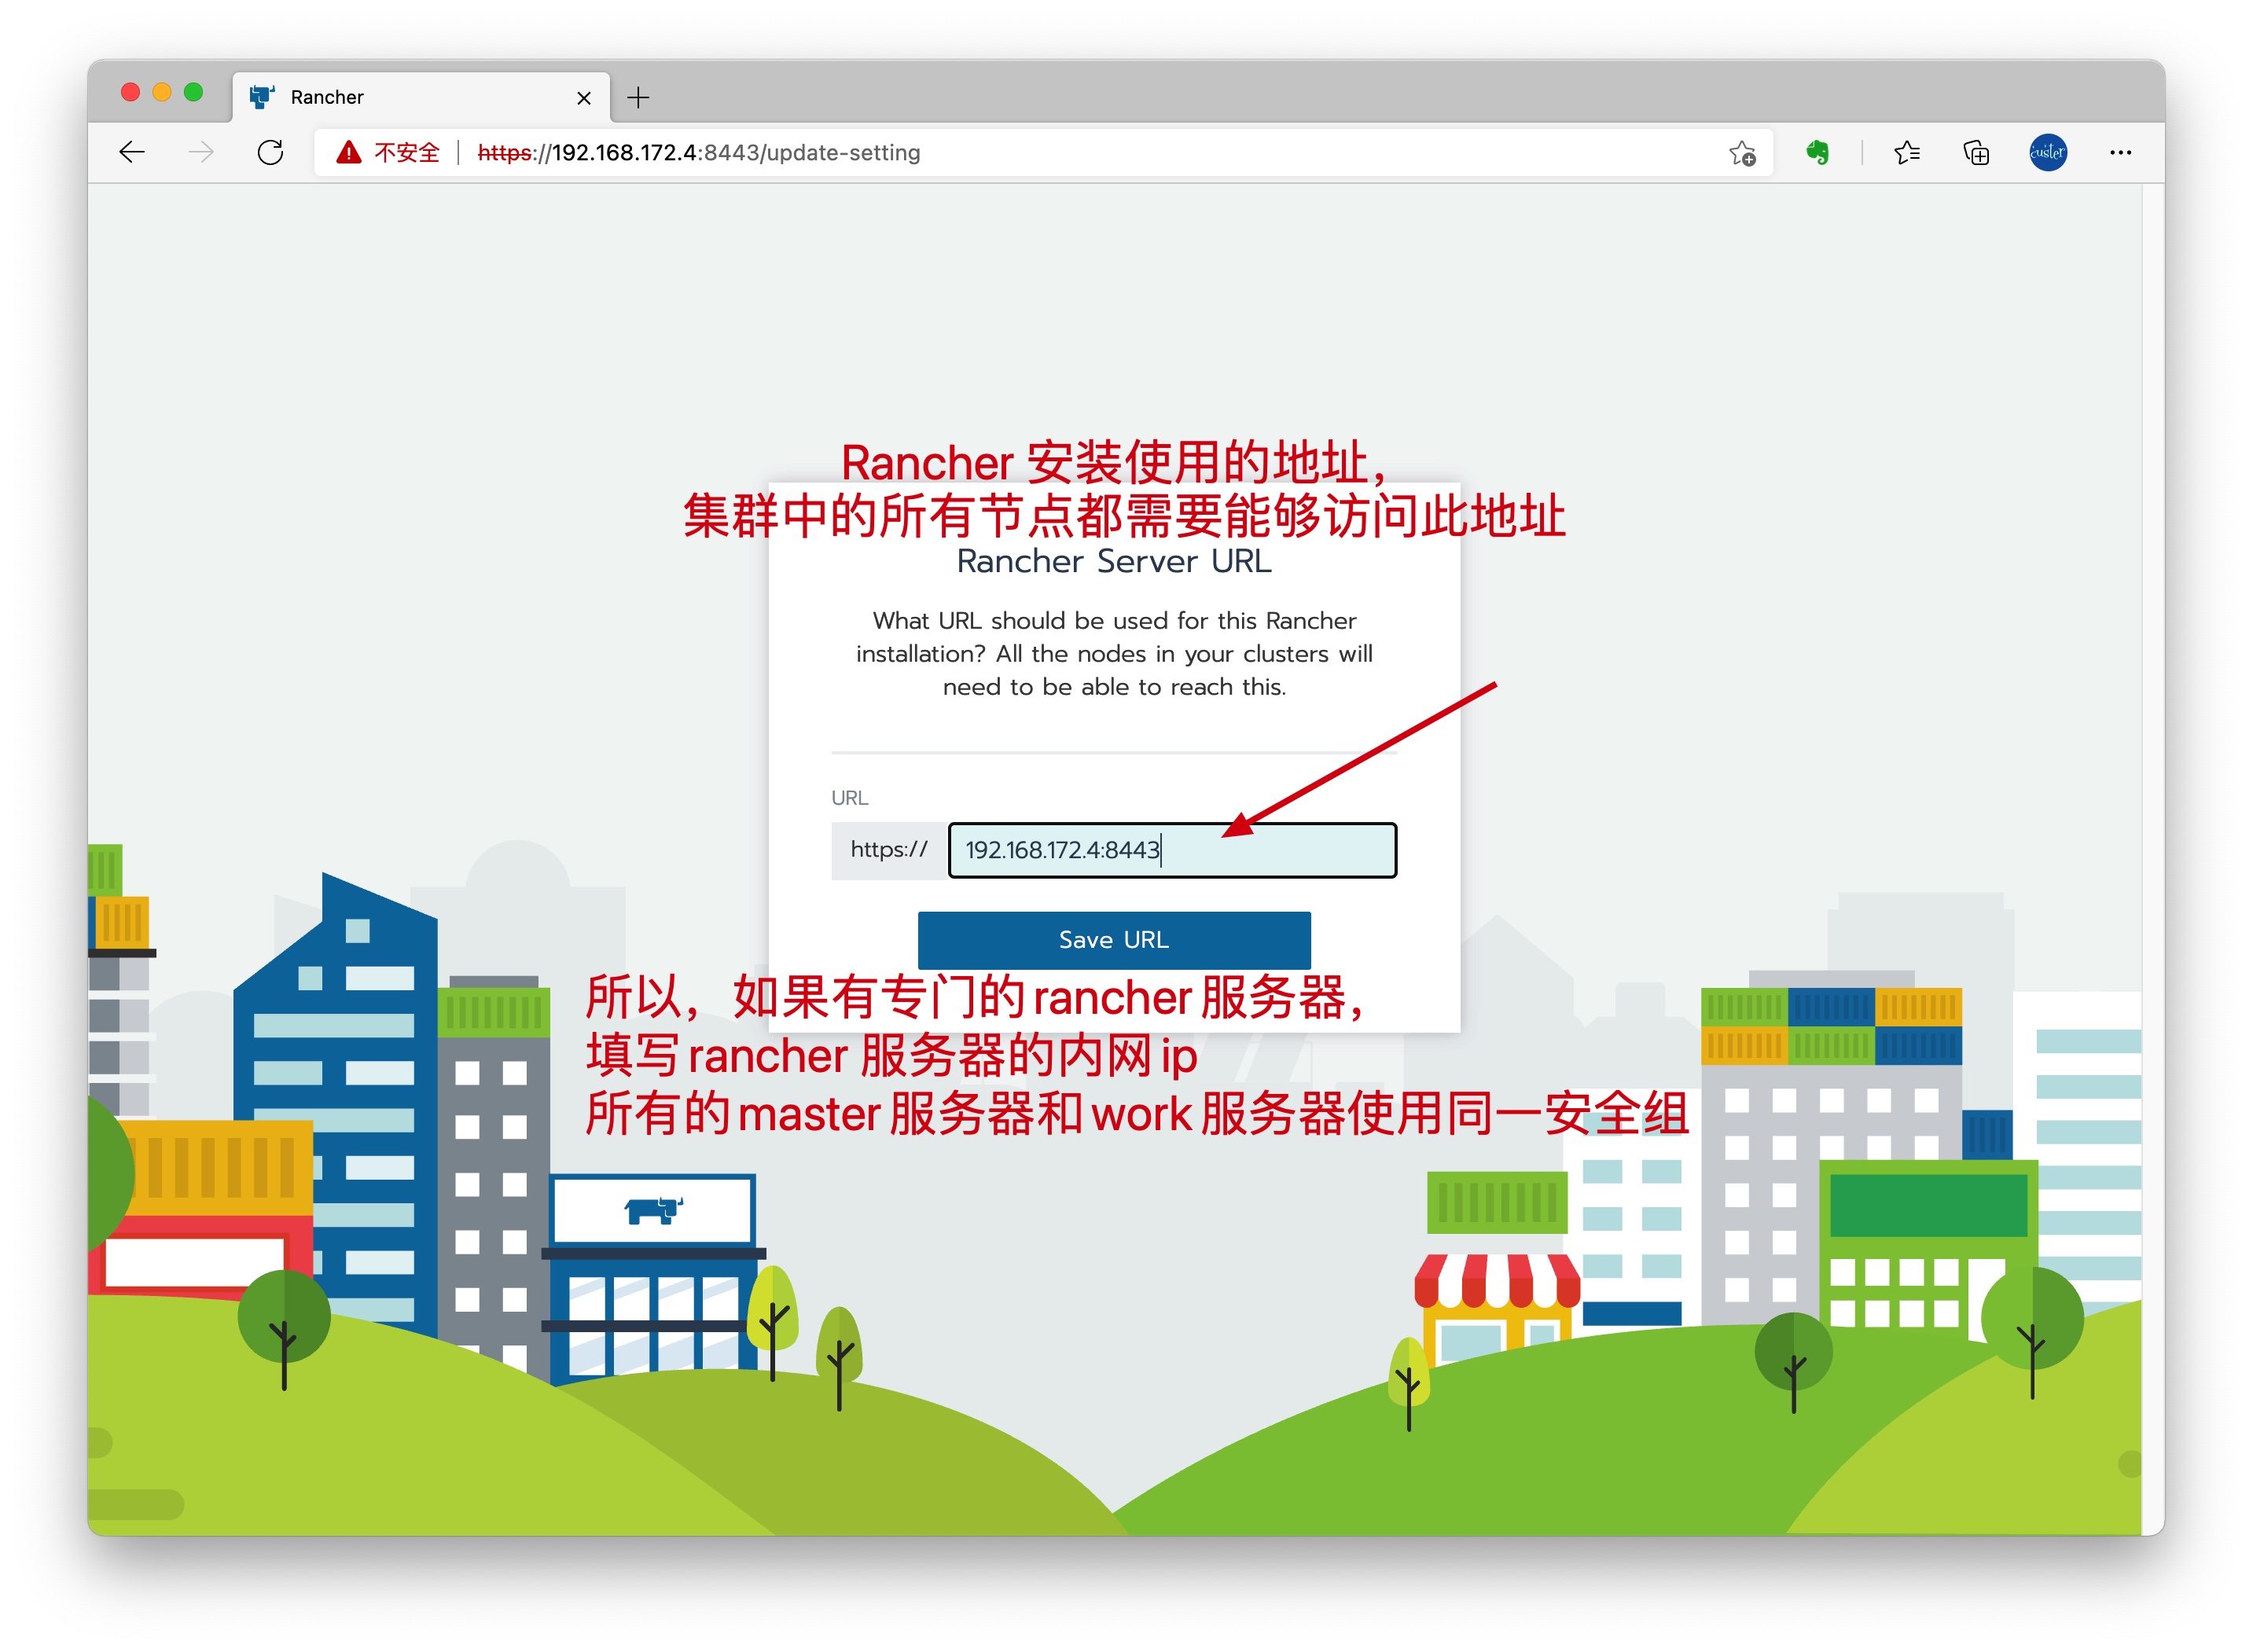 Rancher
不安全 | https://192.168.172.4:8443/update-setting
custer
Rancher 安装使用的地址，
集群中的所有节点都需要能够访问此地址
Rancher Server URL
What URL should be used for this Rancher
installation? All the nodes in your clusters will
need to be able to reach this.
URL
https:// 192.168.172.4:8443
Save URL
所以，如果有专门的rancher服务器，
填写rancher 服务器的内网ip
所有的master服务器和work服务器使用同一安全组